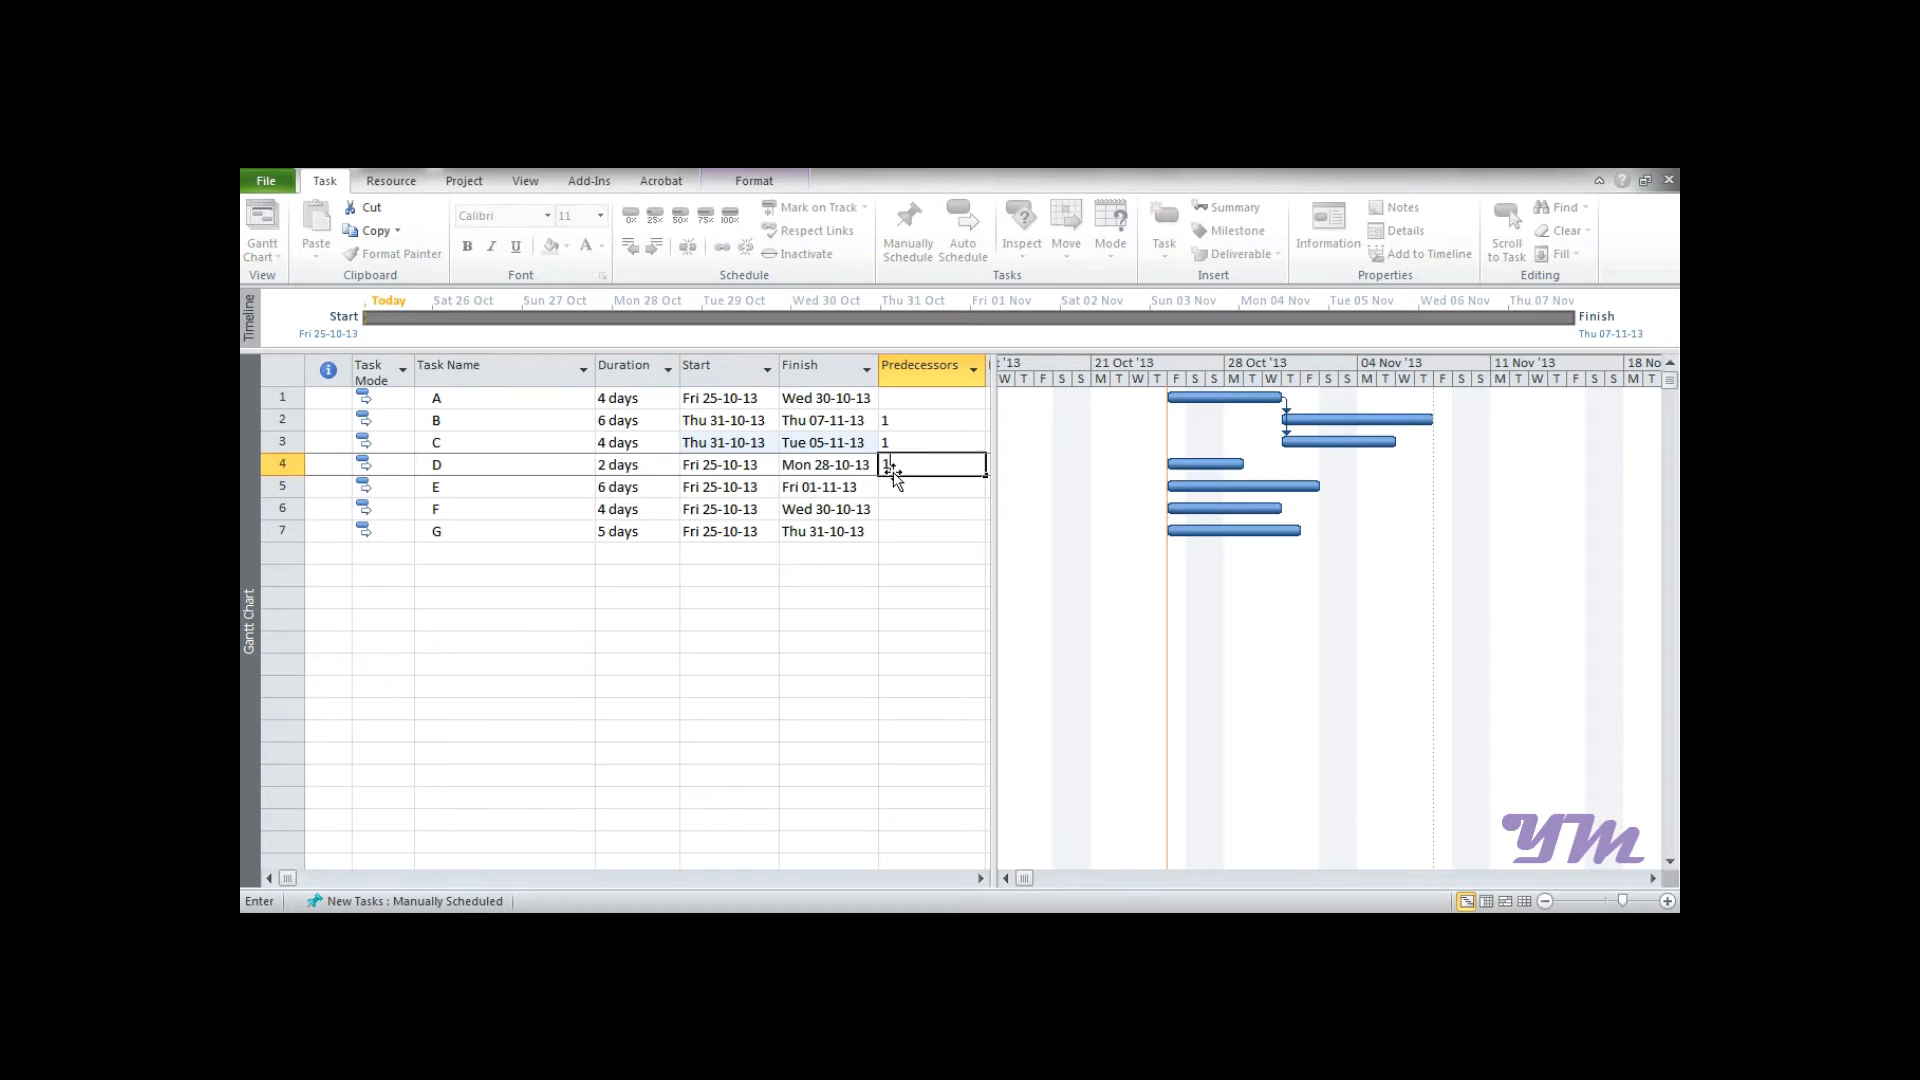 File Task Resource Project View Add-Ins Acrobat Format
Gantt Chart
View
Paste
Cut
Copy
Format Painter
Clipboard
Calibri 11
B I U A
Font
0% 25% 50% 75% 100%
Mark on Track
Respect Links
Inactivate
Schedule
Manually Schedule
Auto Schedule
Inspect
Move
Mode
Tasks
Task
Summary
Milestone
Deliverable
Insert
Information
Notes
Details
Add to Timeline
Properties
Scroll to Task
Find
Clear
Fill
Editing
Timeline
Today Sat 26 Oct Sun 27 Oct Mon 28 Oct Tue 29 Oct Wed 30 Oct Thu 31 Oct Fri 01 Nov Sat 02 Nov Sun 03 Nov Mon 04 Nov Tue 05 Nov Wed 06 Nov Thu 07 Nov
Start
Fri 25-10-13
Finish
Thu 07-11-13
Task Mode Task Name Duration Start Finish Predecessors
1 A 4 days Fri 25-10-13 Wed 30-10-13
2 B 6 days Thu 31-10-13 Thu 07-11-13 1
3 C 4 days Thu 31-10-13 Tue 05-11-13 1
4 D 2 days Fri 25-10-13 Mon 28-10-13 1
5 E 6 days Fri 25-10-13 Fri 01-11-13
6 F 4 days Fri 25-10-13 Wed 30-10-13
7 G 5 days Fri 25-10-13 Thu 31-10-13
'13 21 Oct '13 28 Oct '13 04 Nov '13 11 Nov '13 18 No
W T F S S M T W T F S S M T W T F S S M T W T F S S M T W T F S S M T
Gantt Chart
YM
Enter New Tasks : Manually Scheduled